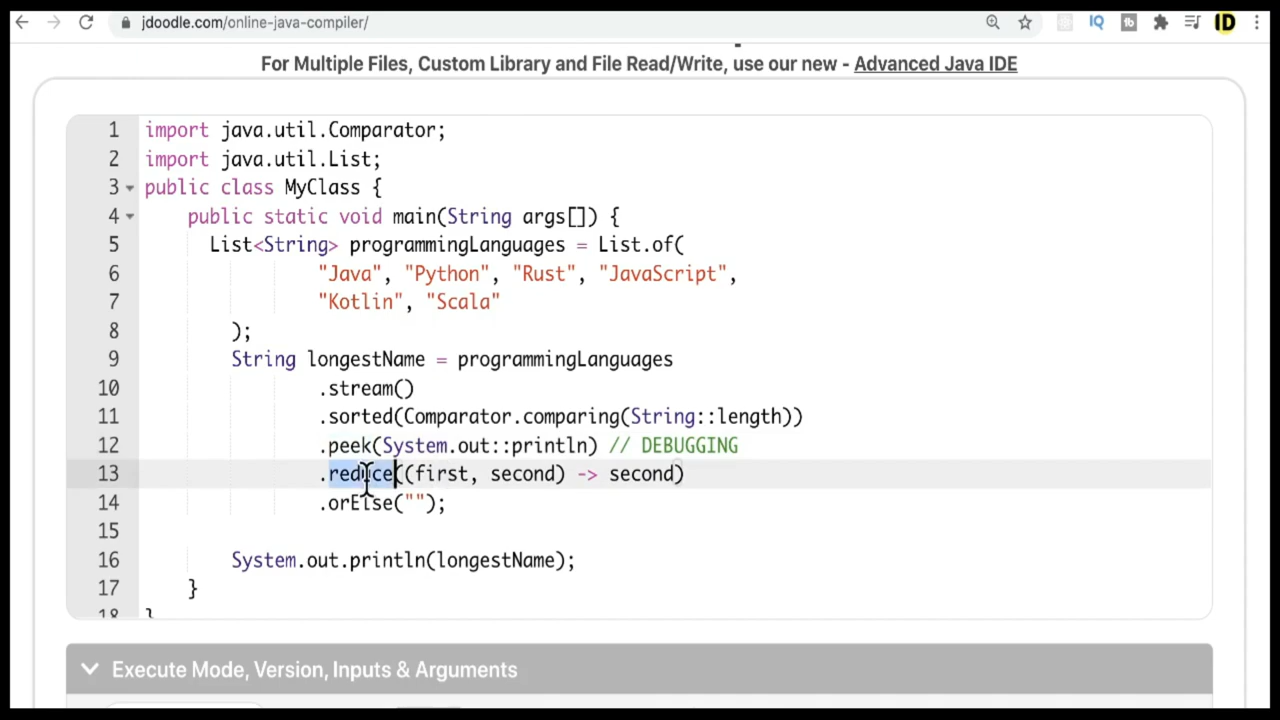 jdoodle.com/online-java-compiler/
For Multiple Files, Custom Library and File Read/Write, use our new - Advanced Java IDE
1 import java.util.Comparator;
2 import java.util.List;
3 public class MyClass {
4 public static void main(String args[]) {
5 List<String> programmingLanguages = List.of(
6 "Java", "Python", "Rust", "JavaScript",
7 "Kotlin", "Scala"
8 );
9 String longestName = programmingLanguages
10 .stream()
11 .sorted(Comparator.comparing(String::length))
12 .peek(System.out::println) // DEBUGGING
13 .reduce((first, second) -> second)
14 .orElse("");
15
16 System.out.println(longestName);
17 }
18 }
Execute Mode, Version, Inputs & Arguments